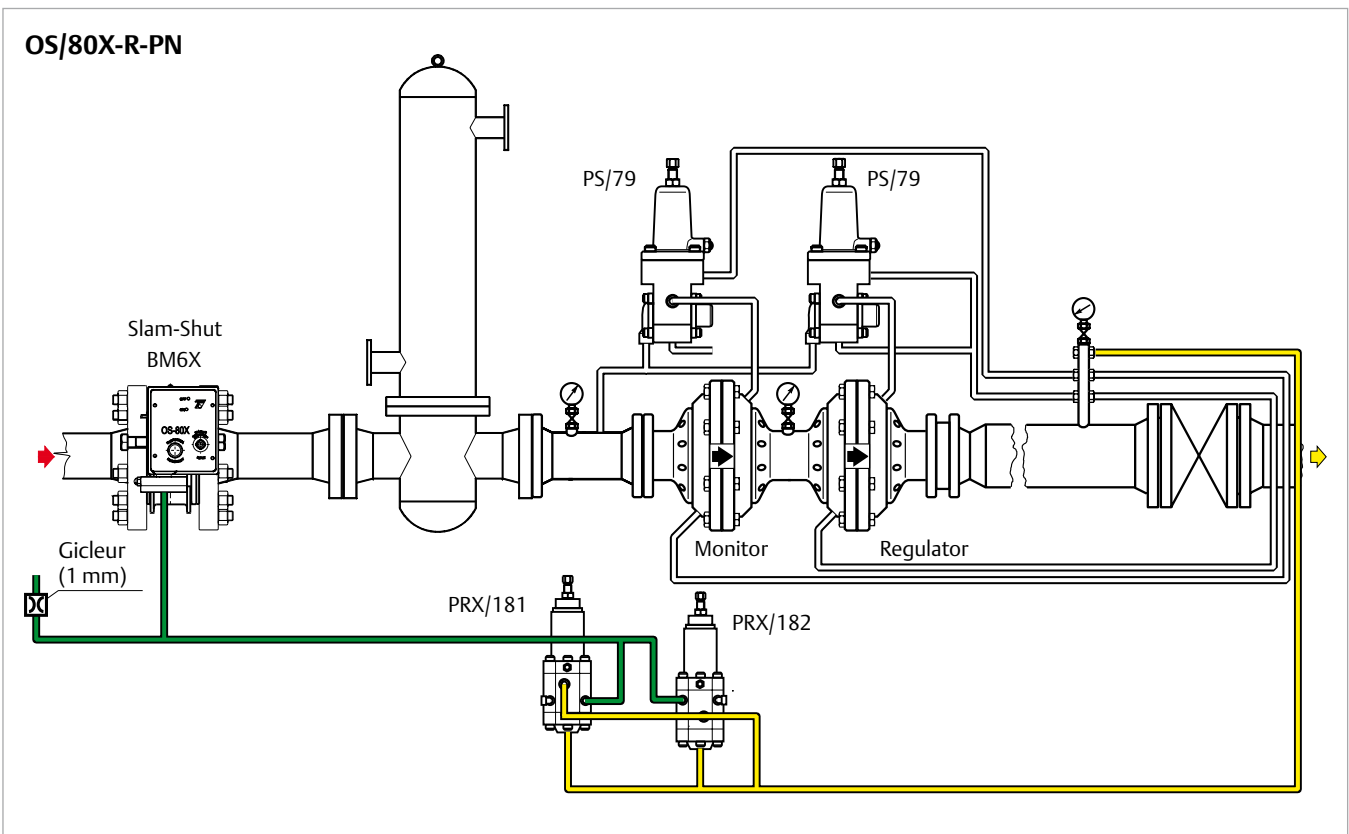 OS/80X-R-PN
PS/79
PS/79
Slam-Shut
BM6X
OS-80X
Monitor
Regulator
Gicleur
(1 mm)
PRX/181
PRX/182